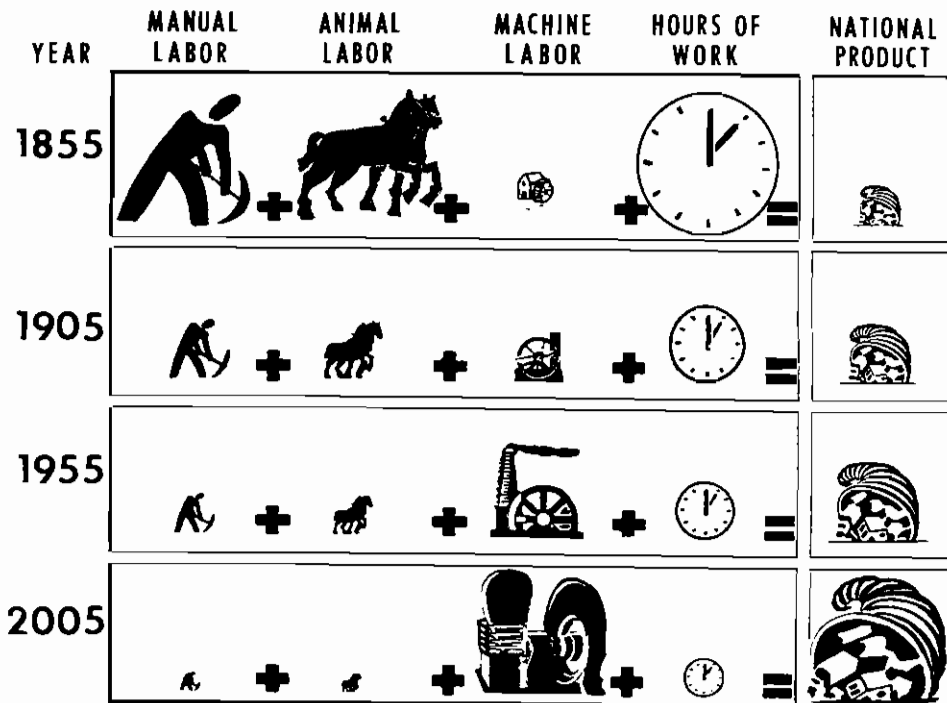 YEAR MANUAL LABOR ANIMAL LABOR MACHINE LABOR HOURS OF WORK NATIONAL PRODUCT
1855 + + + =
1905 + + + =
1955 + + + =
2005 + + + =